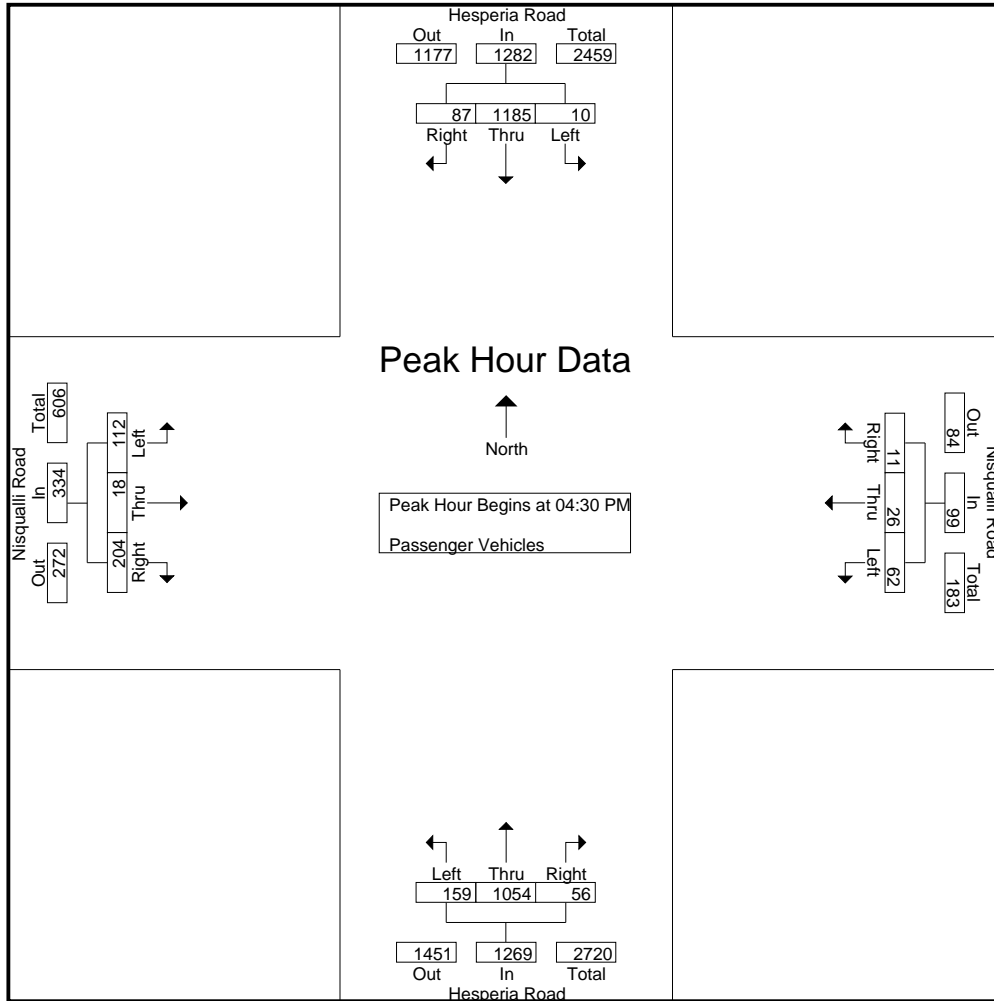 Hesperia Road
Out In Total
1177 1282 2459
87 1185 10
Right Thru Left
Peak Hour Data
North
Peak Hour Begins at 04:30 PM
Passenger Vehicles
Nisqualli Road
Total In Out
606 334 272
112 18 204
Left Thru Right
Right Thru Left
11 26 62
Out In Total
84 99 183
Nisqualli Road
Left Thru Right
159 1054 56
1451 1269 2720
Out In Total
Hesperia Road